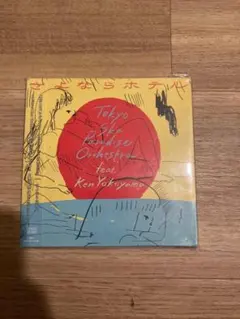 さよならホテル
Tokyo
Ska
Paradise
Orchestra
feat.
Ken Yokoyama